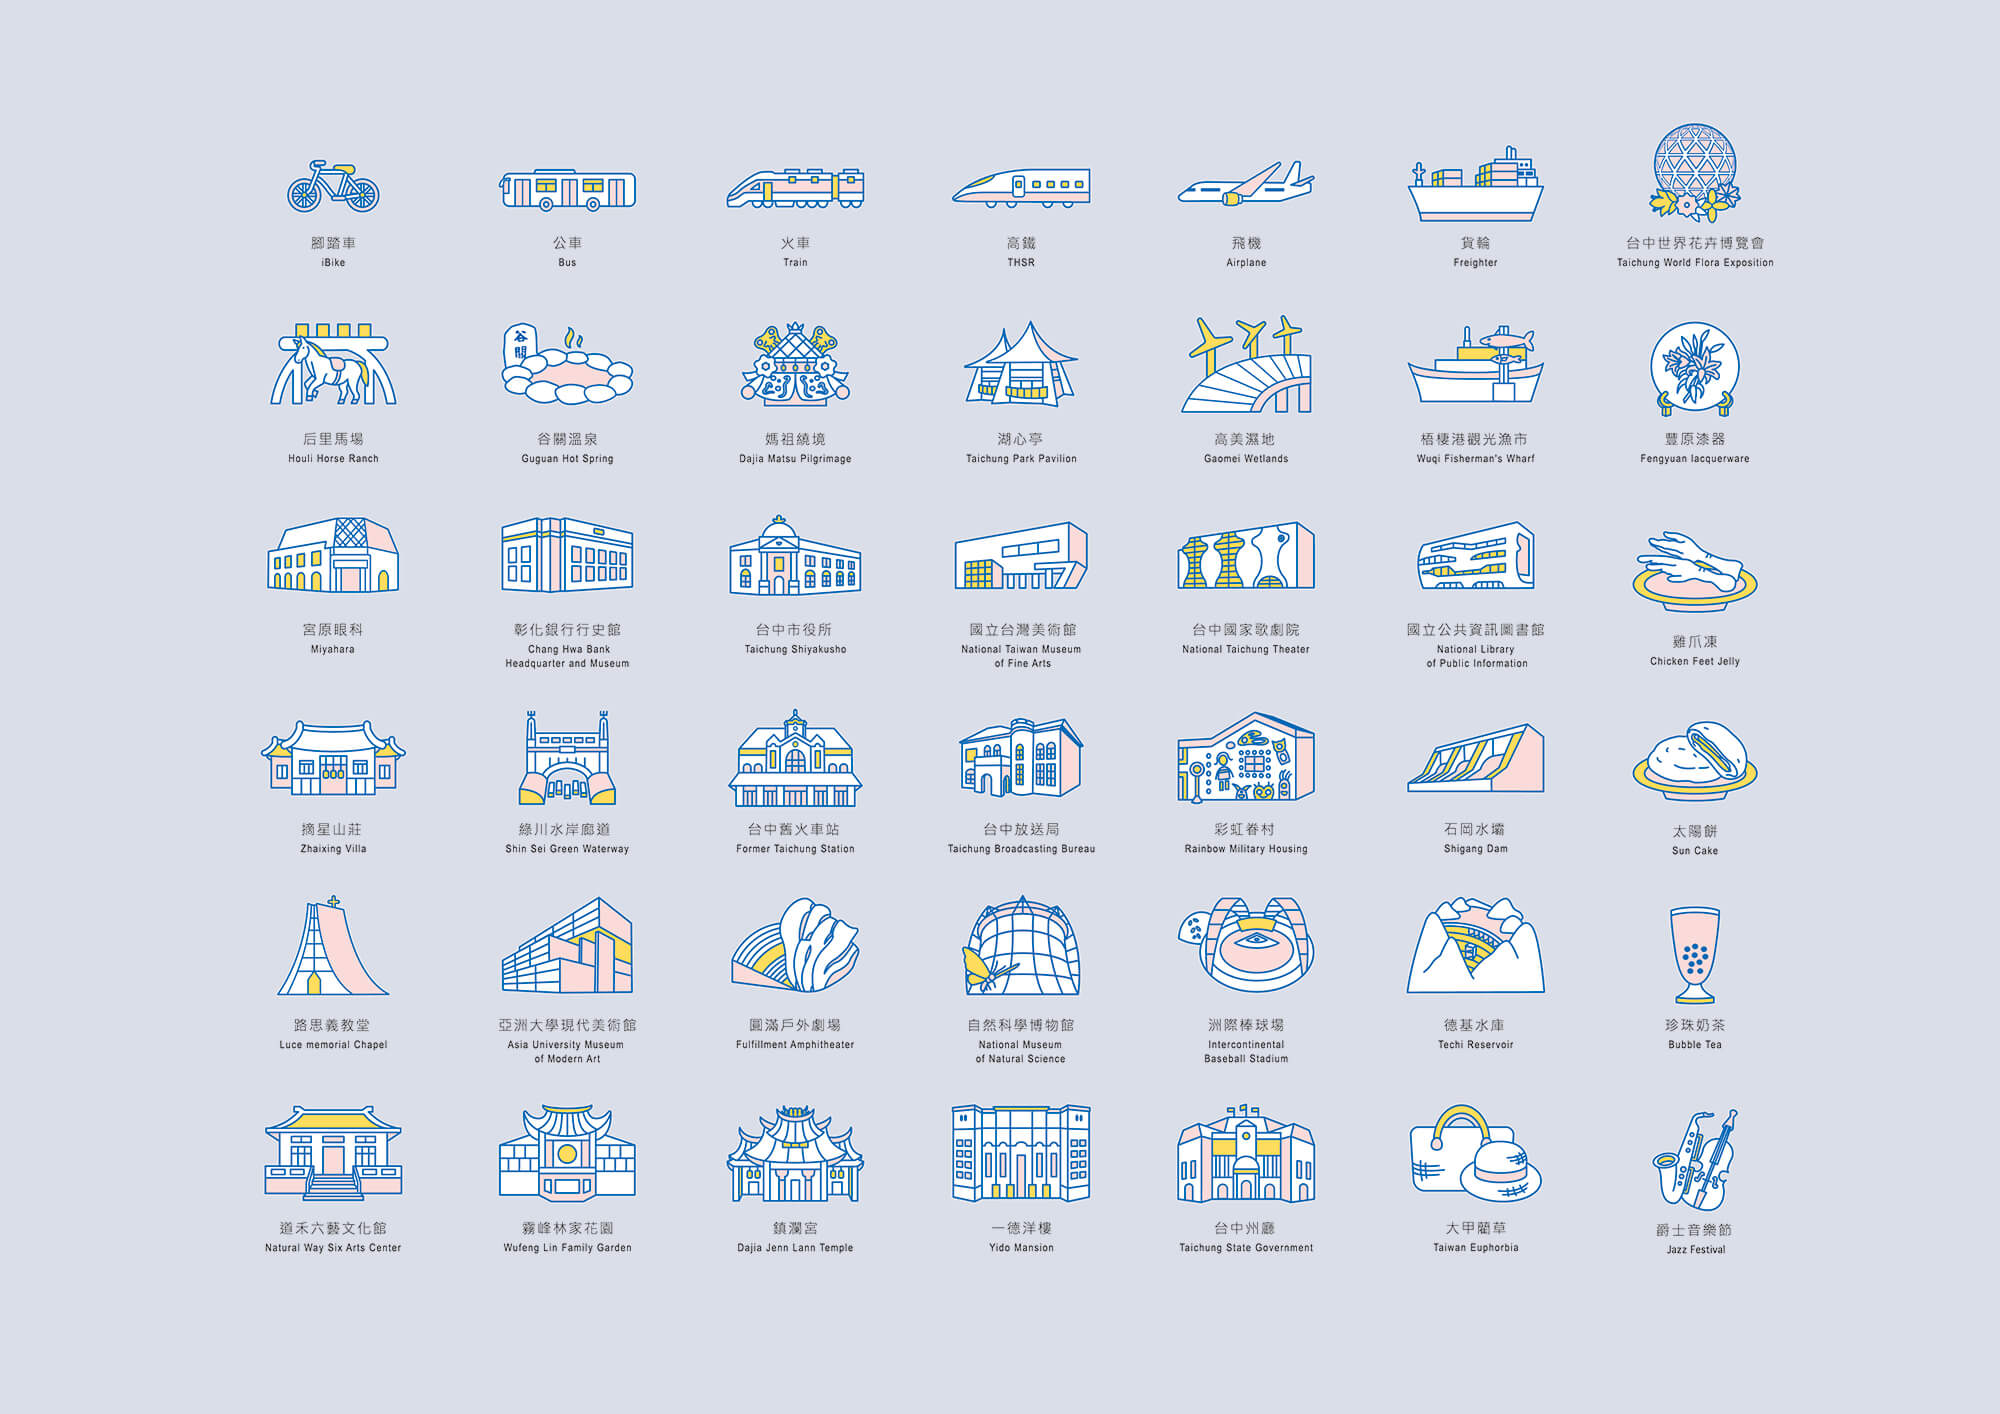 腳踏車
iBike
公車
Bus
火車
Train
高鐵
THSR
飛機
Airplane
貨輪
Freighter
台中世界花卉博覽會
Taichung World Flora Exposition
后里馬場
Houli Horse Ranch
谷關
谷關溫泉
Guguan Hot Spring
媽祖繞境
Dajia Matsu Pilgrimage
湖心亭
Taichung Park Pavilion
高美濕地
Gaomei Wetlands
梧棲港觀光漁市
Wuqi Fisherman's Wharf
豐原漆器
Fengyuan lacquerware
宮原眼科
Miyahara
彰化銀行行史館
Chang Hwa Bank
Headquarter and Museum
台中市役所
Taichung Shiyakusho
國立台灣美術館
National Taiwan Museum
of Fine Arts
台中國家歌劇院
National Taichung Theater
國立公共資訊圖書館
National Library
of Public Information
雞爪凍
Chicken Feet Jelly
摘星山莊
Zhaixing Villa
綠川水岸廊道
Shin Sei Green Waterway
台中舊火車站
Former Taichung Station
台中放送局
Taichung Broadcasting Bureau
彩虹眷村
Rainbow Military Housing
石岡水壩
Shigang Dam
太陽餅
Sun Cake
路思義教堂
Luce memorial Chapel
亞洲大學現代美術館
Asia University Museum
of Modern Art
圓滿戶外劇場
Fulfillment Amphitheater
自然科學博物館
National Museum
of Natural Science
洲際棒球場
Intercontinental
Baseball Stadium
德基水庫
Techi Reservoir
珍珠奶茶
Bubble Tea
道禾六藝文化館
Natural Way Six Arts Center
霧峰林家花園
Wufeng Lin Family Garden
鎮瀾宮
Dajia Jenn Lann Temple
一德洋樓
Yido Mansion
台中州廳
Taichung State Government
大甲藺草
Taiwan Euphorbia
爵士音樂節
Jazz Festival